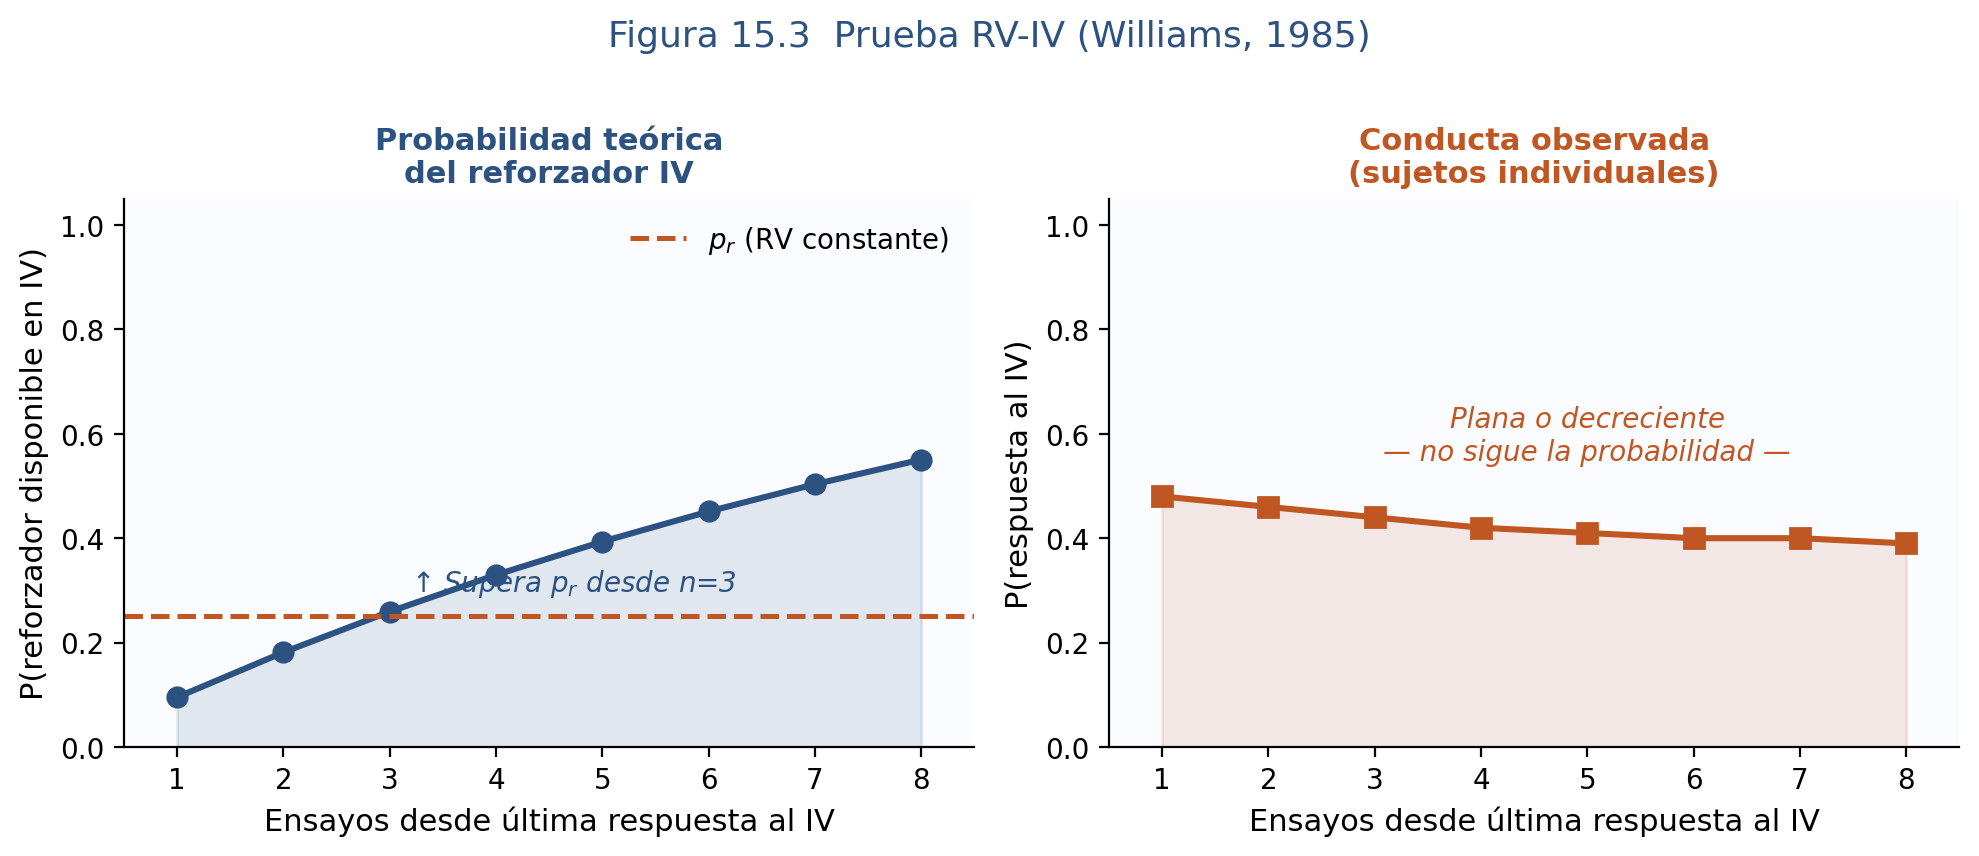 Figura 15.3  Prueba RV-IV (Williams, 1985)
Probabilidad teórica
del reforzador IV
P(reforzador disponible en IV)
1.0
0.8
0.6
0.4
0.2
0.0
pᵣ (RV constante)
↑ Supera pᵣ desde n=3
1 2 3 4 5 6 7 8
Ensayos desde última respuesta al IV
Conducta observada
(sujetos individuales)
P(respuesta al IV)
1.0
0.8
0.6
0.4
0.2
0.0
Plana o decreciente
— no sigue la probabilidad —
1 2 3 4 5 6 7 8
Ensayos desde última respuesta al IV